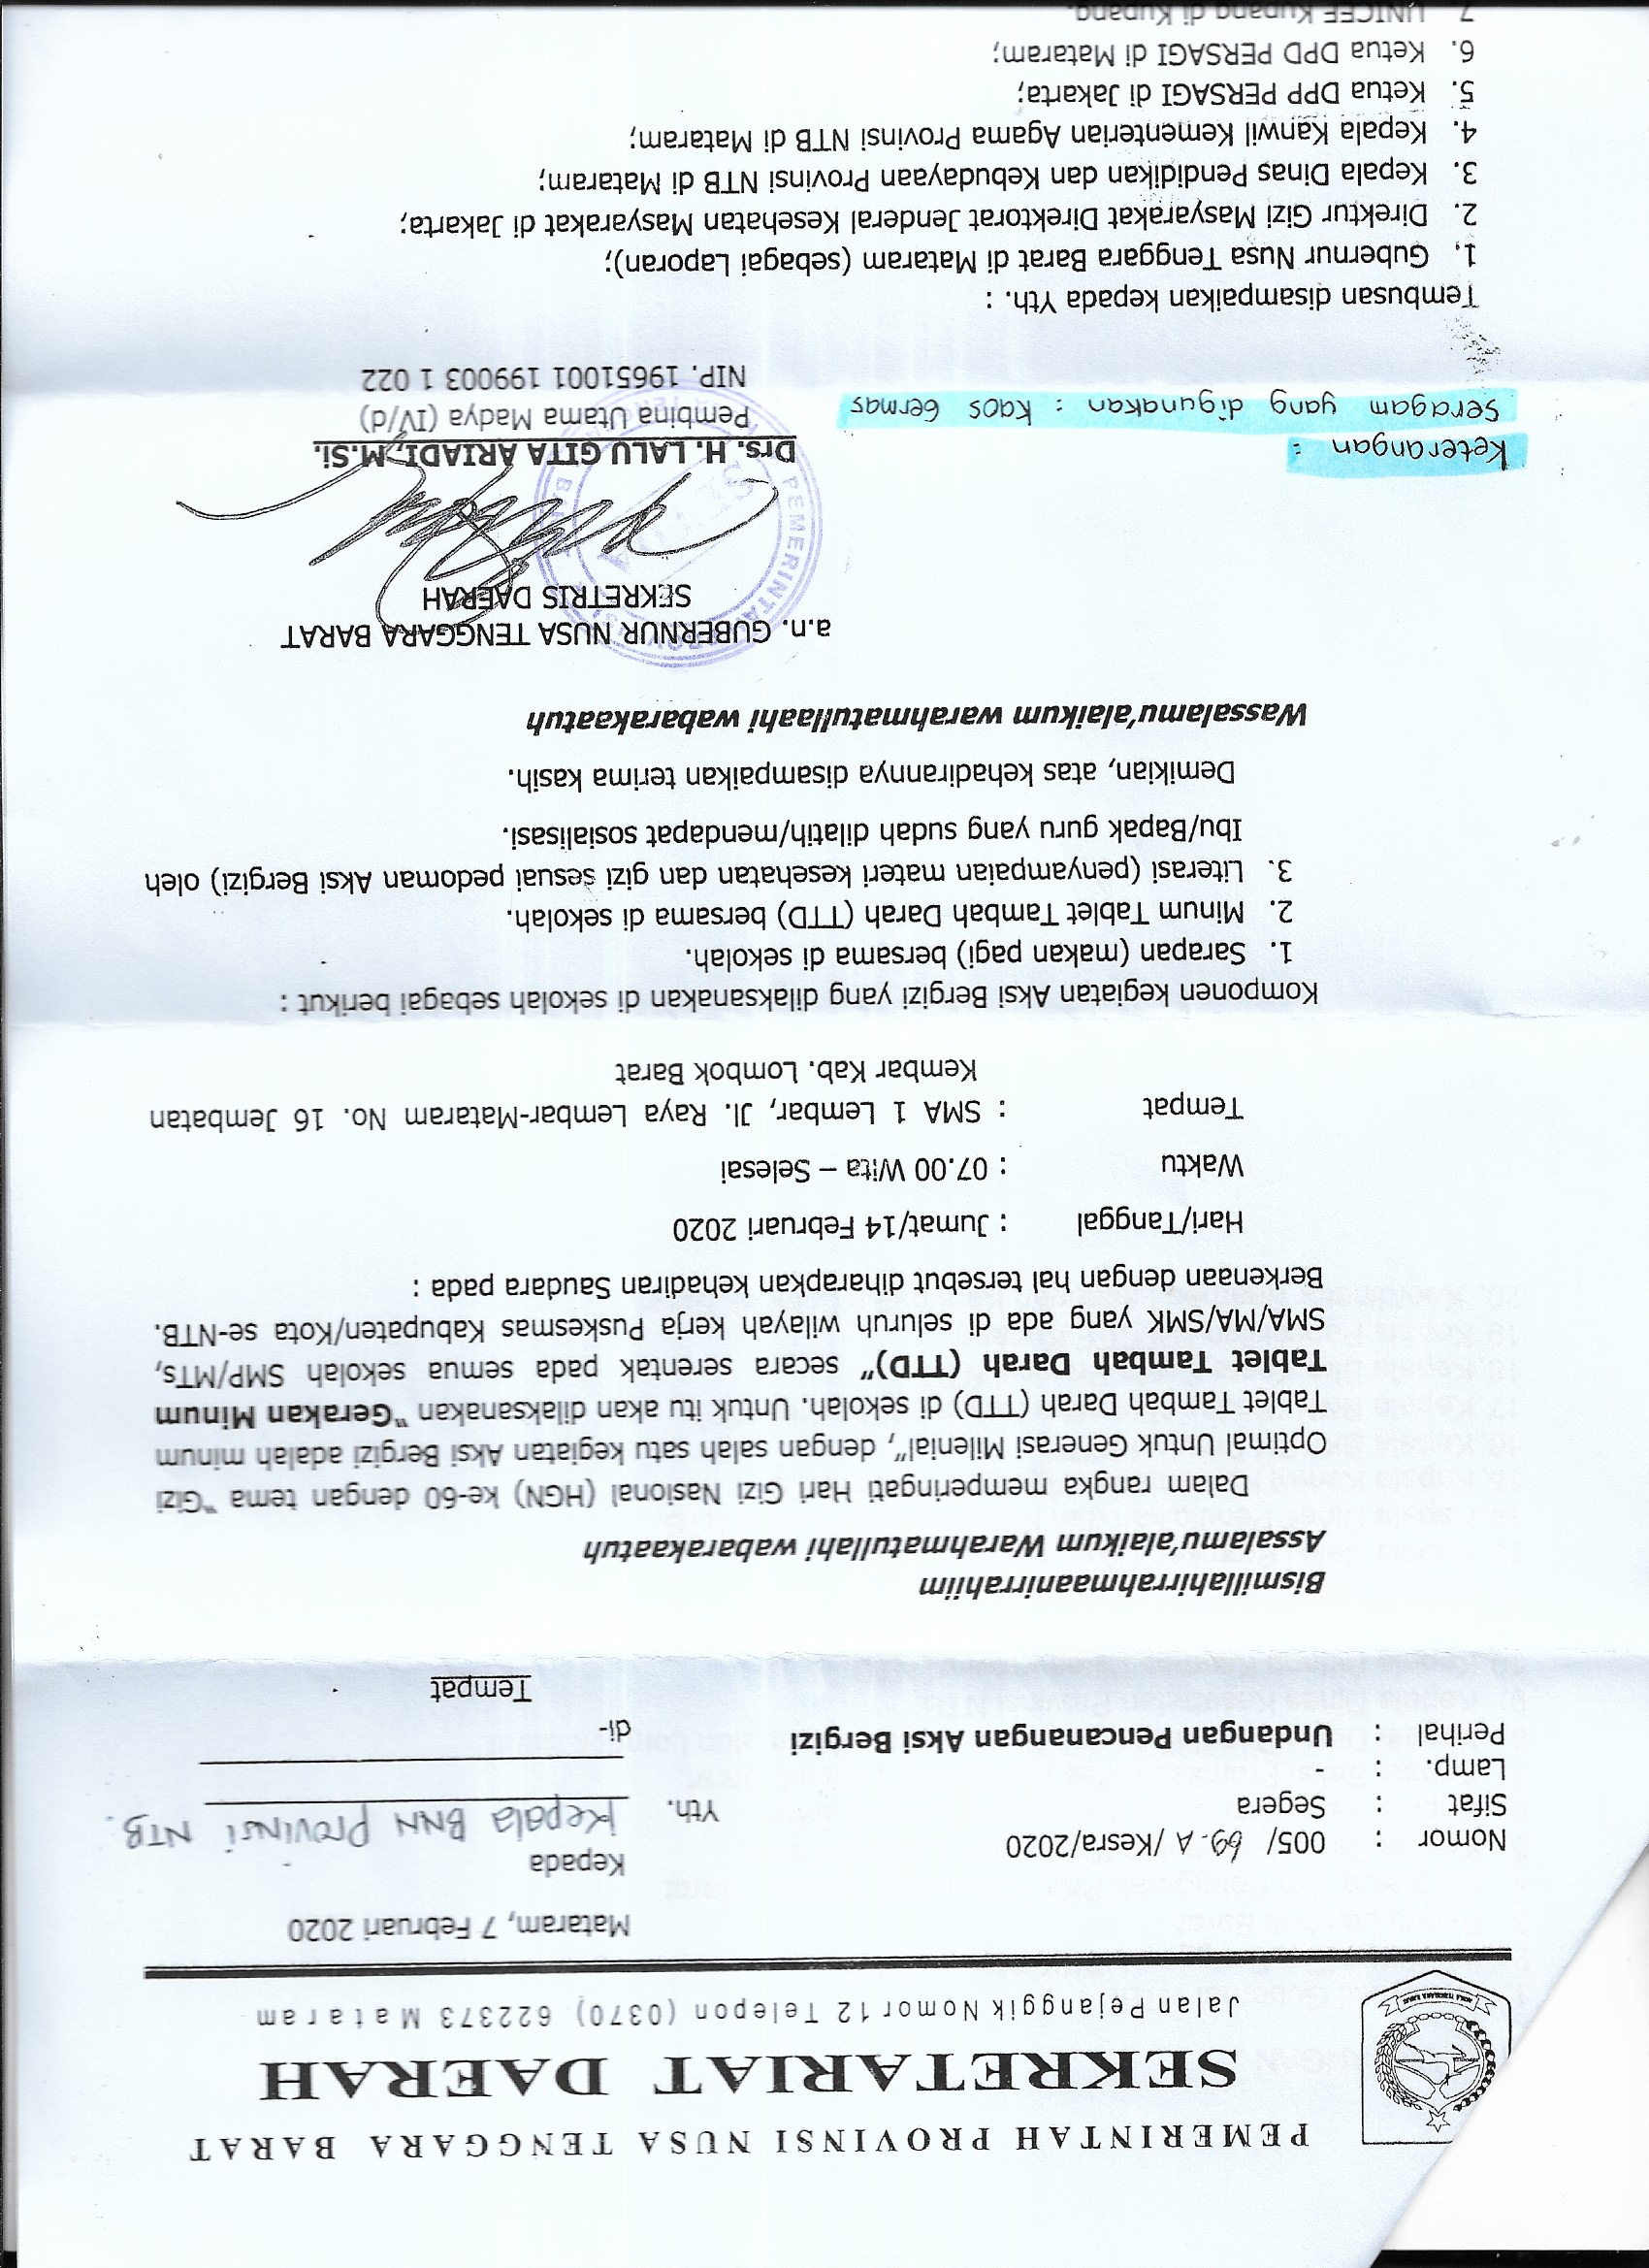 PEMERINTAH PROVINSI NUSA TENGGARA BARAT
SEKRETARIAT DAERAH
Jalan Pejanggik Nomor 12 Telepon (0370) 622373 Mataram
Mataram, 7 Februari 2020
Kepada
Nomor : 005/ 69.A /Kesra/2020
Yth. Kepala BNN Provinsi NTB.
Sifat : Segera
Lamp. : -
Perihal : Undangan Pencanangan Aksi Bergizi
di-
Tempat
Bismillahirrahmaanirrahiim
Assalamu'alaikum Warahmatullahi wabarakaatuh
Dalam rangka memperingati Hari Gizi Nasional (HGN) ke-60 dengan tema "Gizi
Optimal Untuk Generasi Milenial", dengan salah satu kegiatan Aksi Bergizi adalah minum
Tablet Tambah Darah (TTD) di sekolah. Untuk itu akan dilaksanakan "Gerakan Minum
Tablet Tambah Darah (TTD)" secara serentak pada semua sekolah SMP/MTs,
SMA/MA/SMK yang ada di seluruh wilayah kerja Puskesmas Kabupaten/Kota se-NTB.
Berkenaan dengan hal tersebut diharapkan kehadiran Saudara pada :
Hari/Tanggal : Jumat/14 Februari 2020
Waktu : 07.00 Wita – Selesai
Tempat : SMA 1 Lembar, Jl. Raya Lembar-Mataram No. 16 Jembatan
Kembar Kab. Lombok Barat
Komponen kegiatan Aksi Bergizi yang dilaksanakan di sekolah sebagai berikut :
1. Sarapan (makan pagi) bersama di sekolah.
2. Minum Tablet Tambah Darah (TTD) bersama di sekolah.
3. Literasi (penyampaian materi kesehatan dan gizi sesuai pedoman Aksi Bergizi) oleh
Ibu/Bapak guru yang sudah dilatih/mendapat sosialisasi.
Demikian, atas kehadirannya disampaikan terima kasih.
Wassalamu'alaikum warahmatullaahi wabarakaatuh
a.n. GUBERNUR NUSA TENGGARA BARAT
SEKRETRIS DAERAH
Drs. H. LALU GITA ARIADI, M.Si.
Pembina Utama Madya (IV/d)
NIP. 19651001 199003 1 022
Keterangan :
Seragam yang digunakan : Kaos Germas
Tembusan disampaikan kepada Yth. :
1. Gubernur Nusa Tenggara Barat di Mataram (sebagai Laporan);
2. Direktur Gizi Masyarakat Direktorat Jenderal Kesehatan Masyarakat di Jakarta;
3. Kepala Dinas Pendidikan dan Kebudayaan Provinsi NTB di Mataram;
4. Kepala Kanwil Kementerian Agama Provinsi NTB di Mataram;
5. Ketua DPP PERSAGI di Jakarta;
6. Ketua DPD PERSAGI di Mataram;
7 UNICEF Kupang di Kupang.